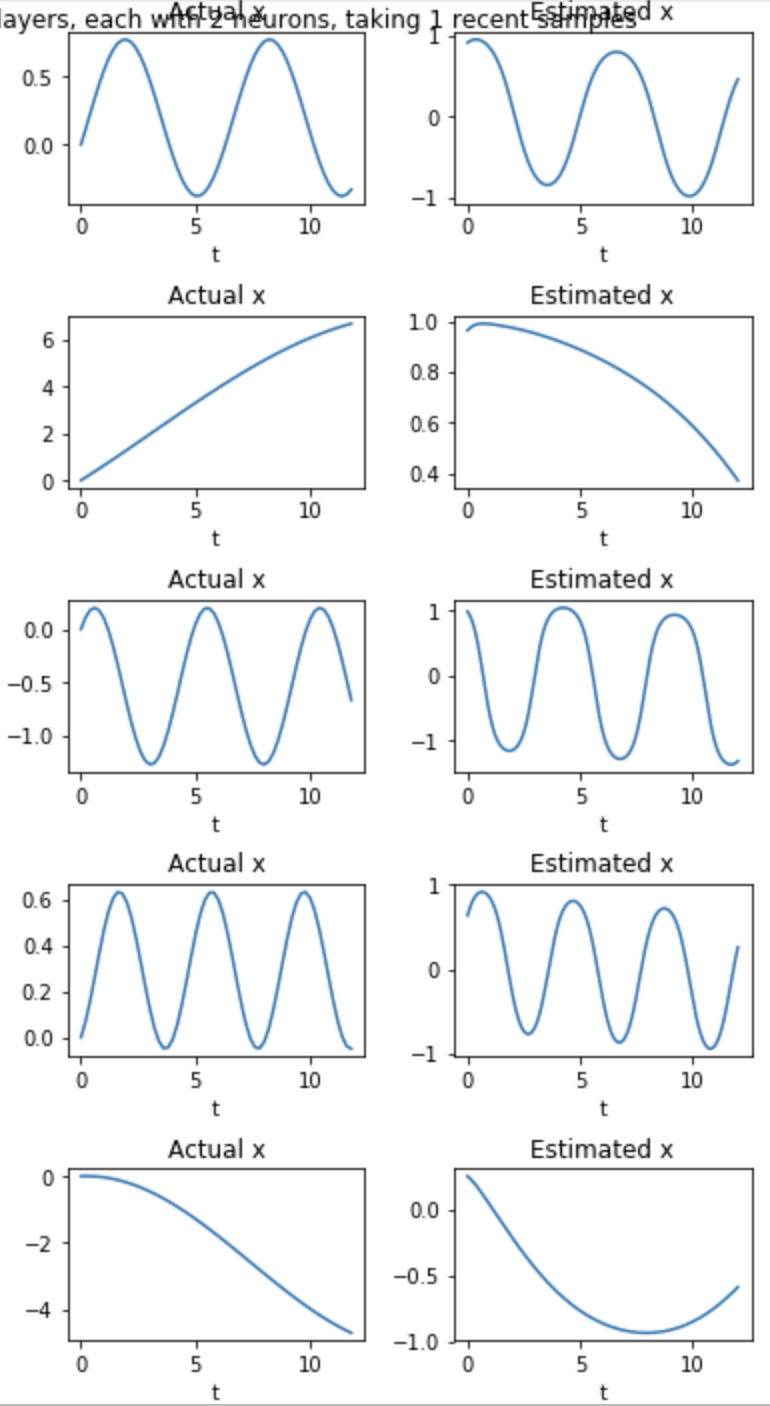 layers, each with 2 neurons, taking 1 recent samples
Actual x Estimated x
0.5 0.0 0 5 10 t
1 0 −1 0 5 10 t
Actual x Estimated x
6 4 2 0 0 5 10 t
1.0 0.8 0.6 0.4 0 5 10 t
Actual x Estimated x
0.0 −0.5 −1.0 0 5 10 t
1 0 −1 0 5 10 t
Actual x Estimated x
0.6 0.4 0.2 0.0 0 5 10 t
1 0 −1 0 5 10 t
Actual x Estimated x
0 −2 −4 0 5 10 t
0.0 −0.5 −1.0 0 5 10 t